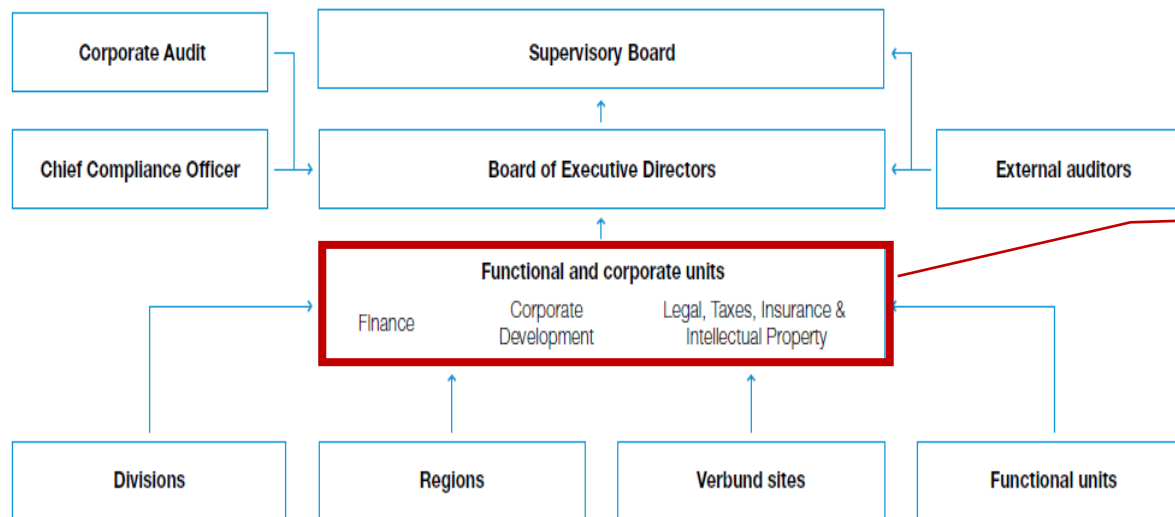 Corporate Audit
Supervisory Board
Chief Compliance Officer
Board of Executive Directors
External auditors
Functional and corporate units
FInance
Corporate
Development
Legal, Taxes, Insurance &
Intellectual Property
Divisions
Regions
Verbund sites
Functional units